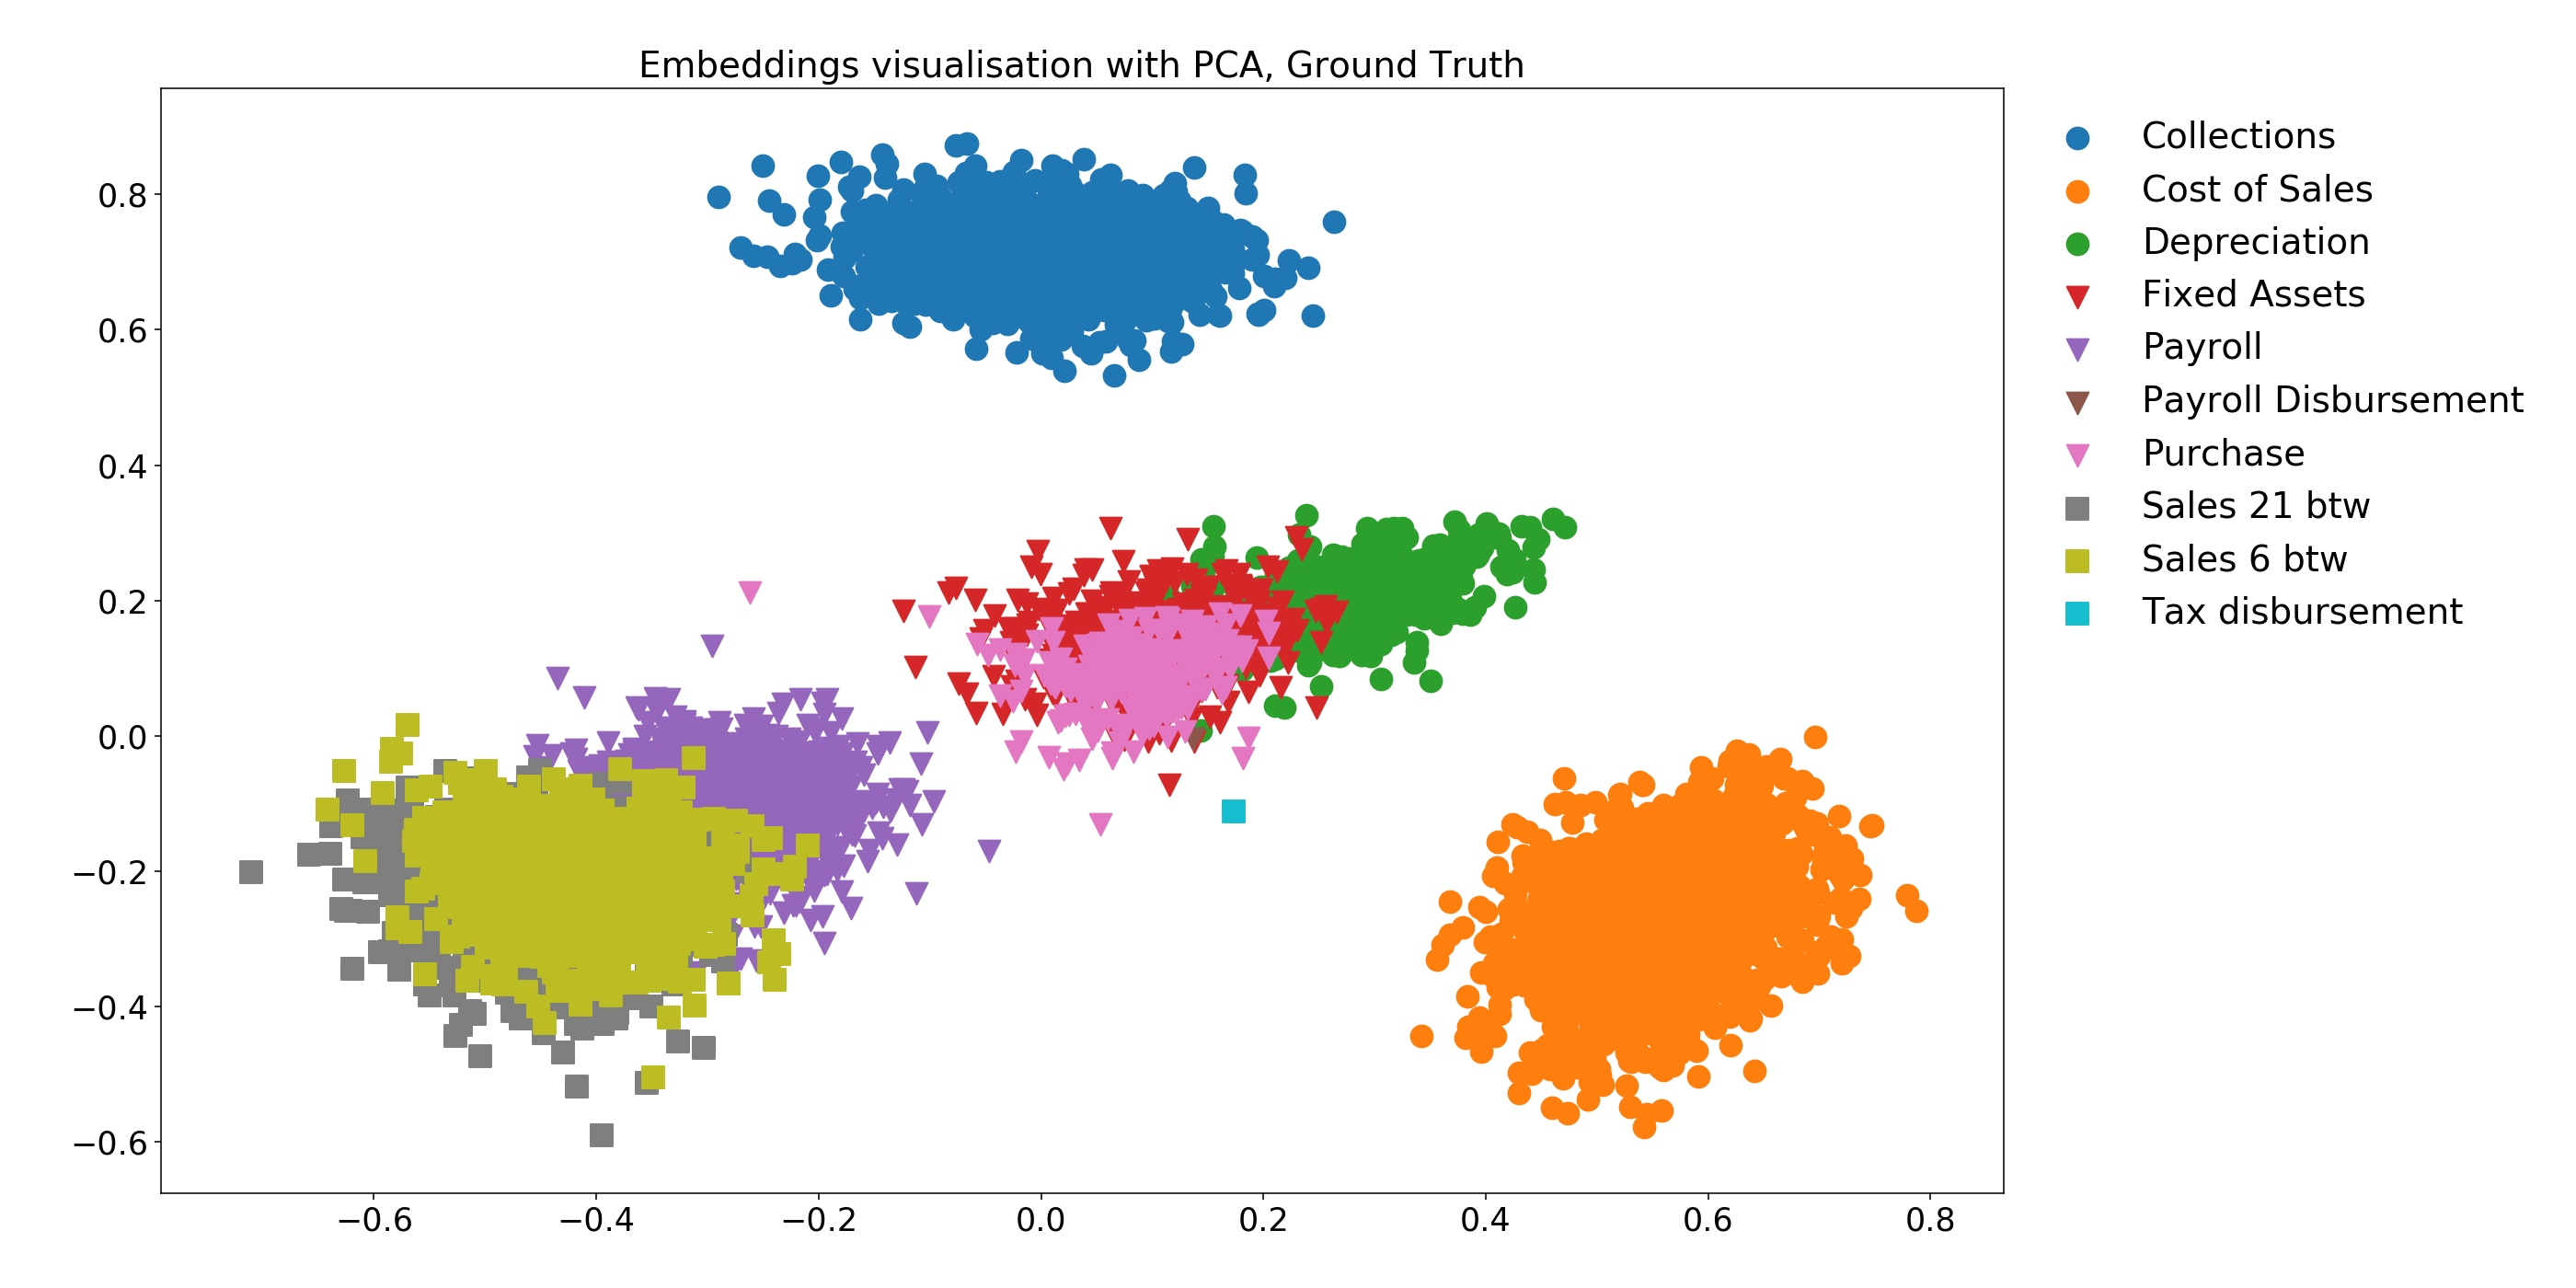 Embeddings visualisation with PCA, Ground Truth
0.8
0.6
0.4
0.2
0.0
−0.2
−0.4
−0.6
−0.6 −0.4 −0.2 0.0 0.2 0.4 0.6 0.8
Collections
Cost of Sales
Depreciation
Fixed Assets
Payroll
Payroll Disbursement
Purchase
Sales 21 btw
Sales 6 btw
Tax disbursement